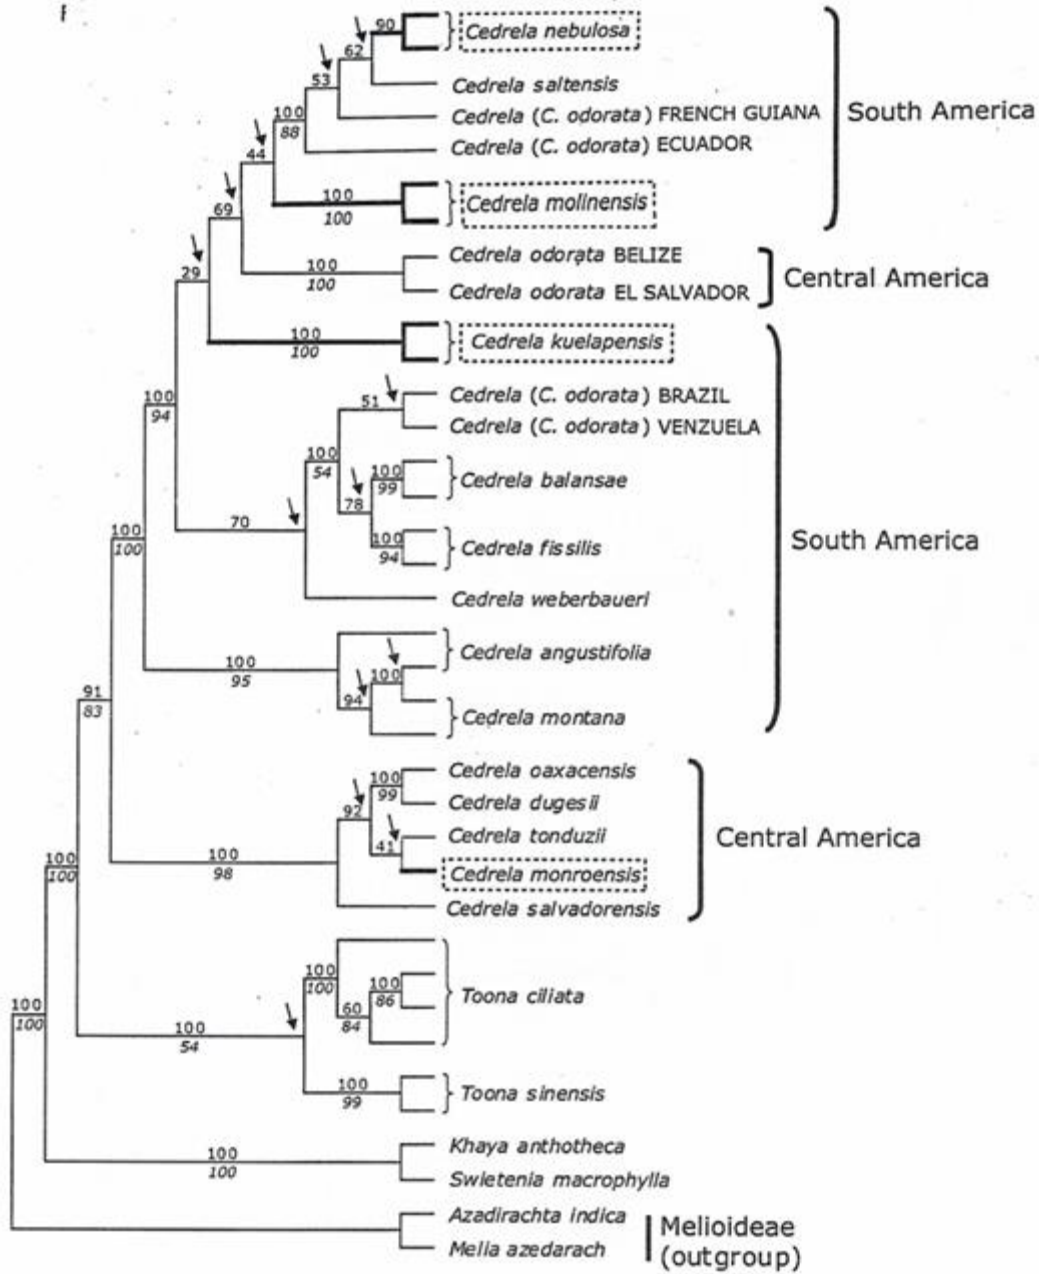 f
90
Cedrela nebulosa
62
53
Cedrela saltensis
Cedrela (C. odorata) FRENCH GUIANA
South America
100
88
Cedrela (C. odorata) ECUADOR
44
100
100
Cedrela molinensis
69
Cedrela odorata BELIZE
100
100
Central America
29
Cedrela odorata EL SALVADOR
100
100
Cedrela kuelapensis
100
94
51
Cedrela (C. odorata) BRAZIL
Cedrela (C. odorata) VENZUELA
100
54
100
99
Cedrela balansae
78
70
100
100
100
94
Cedrela fissilis
South America
Cedrela weberbaueri
100
95
Cedrela angustifolia
100
94
Cedrela montana
91
83
Cedrela oaxacensis
100
99
Cedrela dugesii
92
Cedrela tonduzii
Central America
41
100
98
Cedrela monroensis
100
100
Cedrela salvadorensis
100
100
100
86
Toona ciliata
60
84
100
100
100
54
100
99
Toona sinensis
Khaya anthotheca
100
100
Swietenia macrophylla
Azadirachta indica
Melioideae
Melia azedarach
(outgroup)